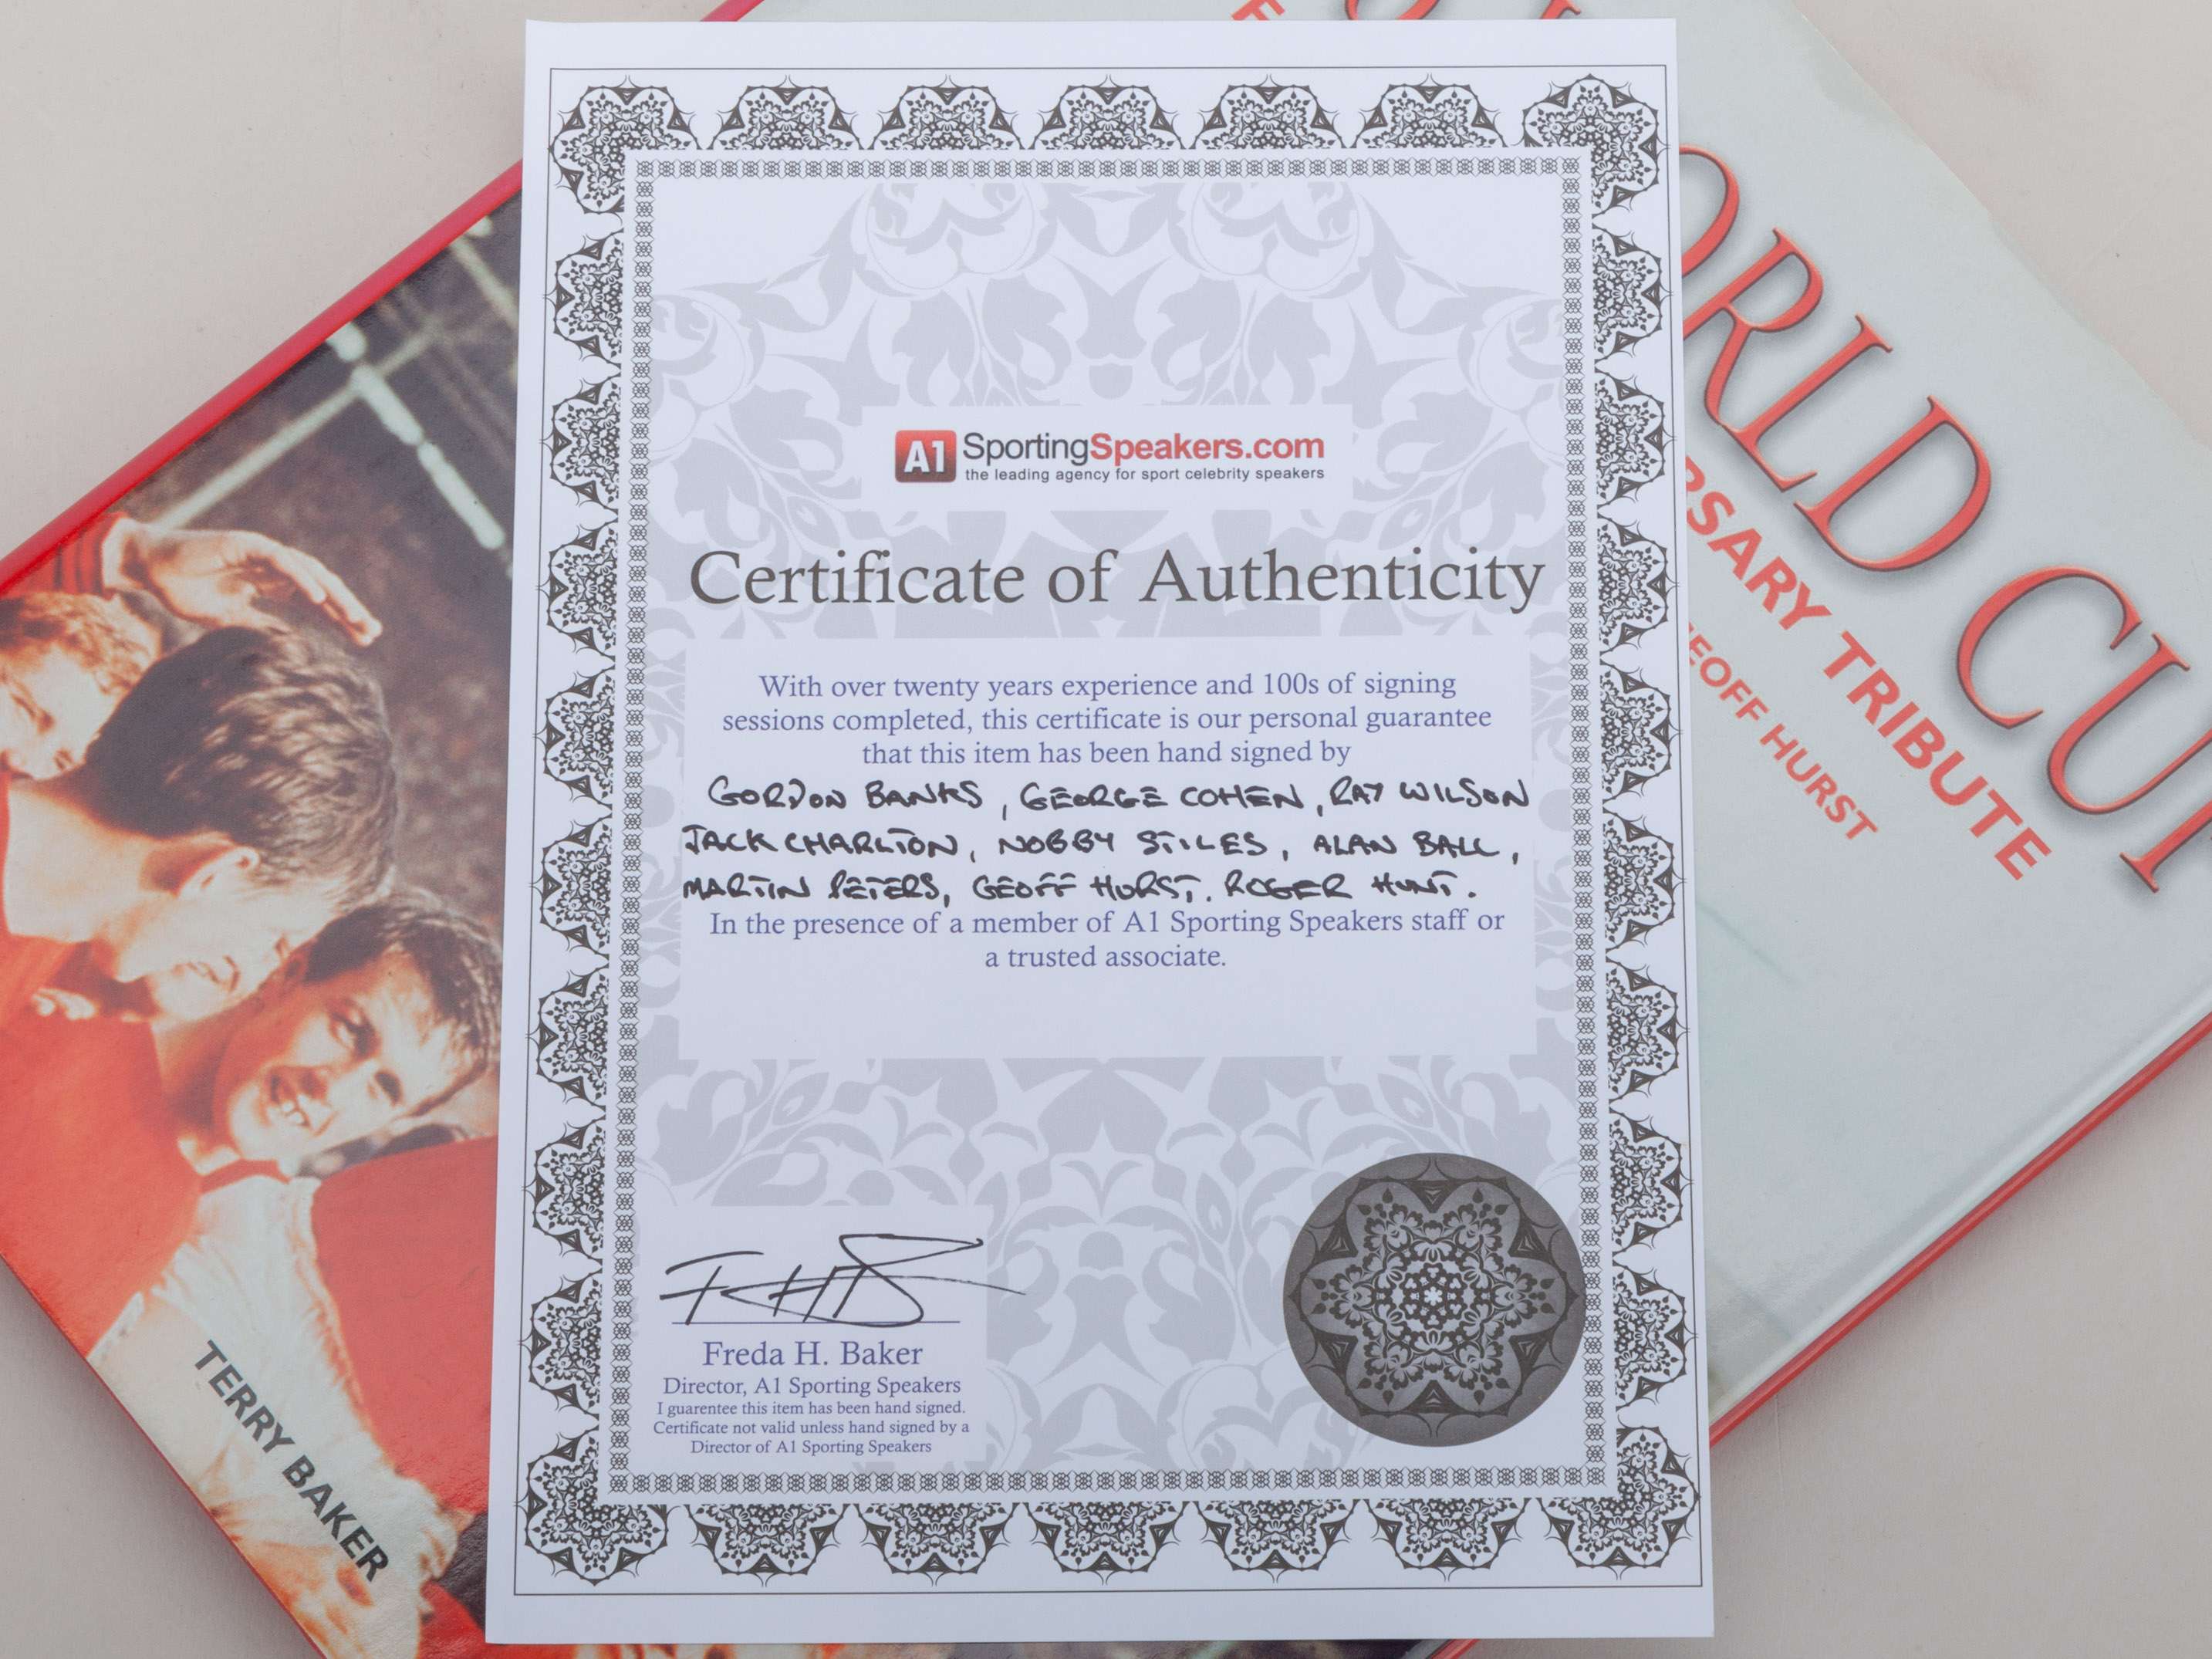 A1 SportingSpeakers.com
the leading agency for sport celebrity speakers
Certificate of Authenticity
With over twenty years experience and 100s of signing
sessions completed, this certificate is our personal guarantee
that this item has been hand signed by
GORDON BANKS, GEORGE COHEN, RAY WILSON
JACK CHARLTON, NOBBY STILES, ALAN BALL,
MARTIN PETERS, GEOFF HURST, ROGER HUNT.
In the presence of a member of A1 Sporting Speakers staff or
a trusted associate.
Freda H. Baker
Director, A1 Sporting Speakers
I guarentee this item has been hand signed.
Certificate not valid unless hand signed by a
Director of A1 Sporting Speakers
ORLD CU
RSARY TRIBUTE
EOFF HURST
TERRY BAKER